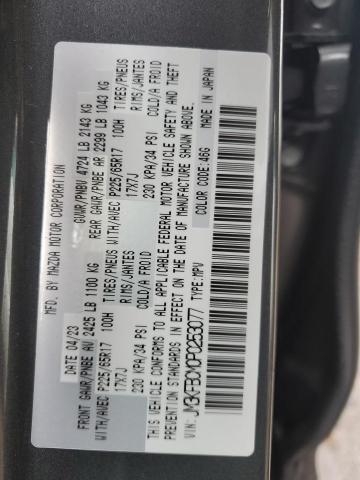 MFD. BY MAZDA MOTOR CORPORATION
DATE 04/23 GVWR/PNBV 4724 LB 2143 KG
FRONT GAWR/PNBE AV 2425 LB 1100 KG REAR GAWR/PNBE AR 2299 LB 1043 KG
WITH/AVEC P225/65R17 100H TIRES/PNEUS WITH/AVEC P225/65R17 100H TIRES/PNEUS
17X7J RIMS/JANTES 17X7J RIMS/JANTES
230 KPA/34 PSI COLD/A FROID 230 KPA/34 PSI COLD/A FROID
THIS VEHICLE CONFORMS TO ALL APPLICABLE FEDERAL MOTOR VEHICLE SAFETY AND THEFT
PREVENTION STANDARDS IN EFFECT ON THE DATE OF MANUFACTURE SHOWN ABOVE.
VIN: JM3KFBCM0P0253077 TYPE: MPV COLOR CODE: 46G MADE IN JAPAN